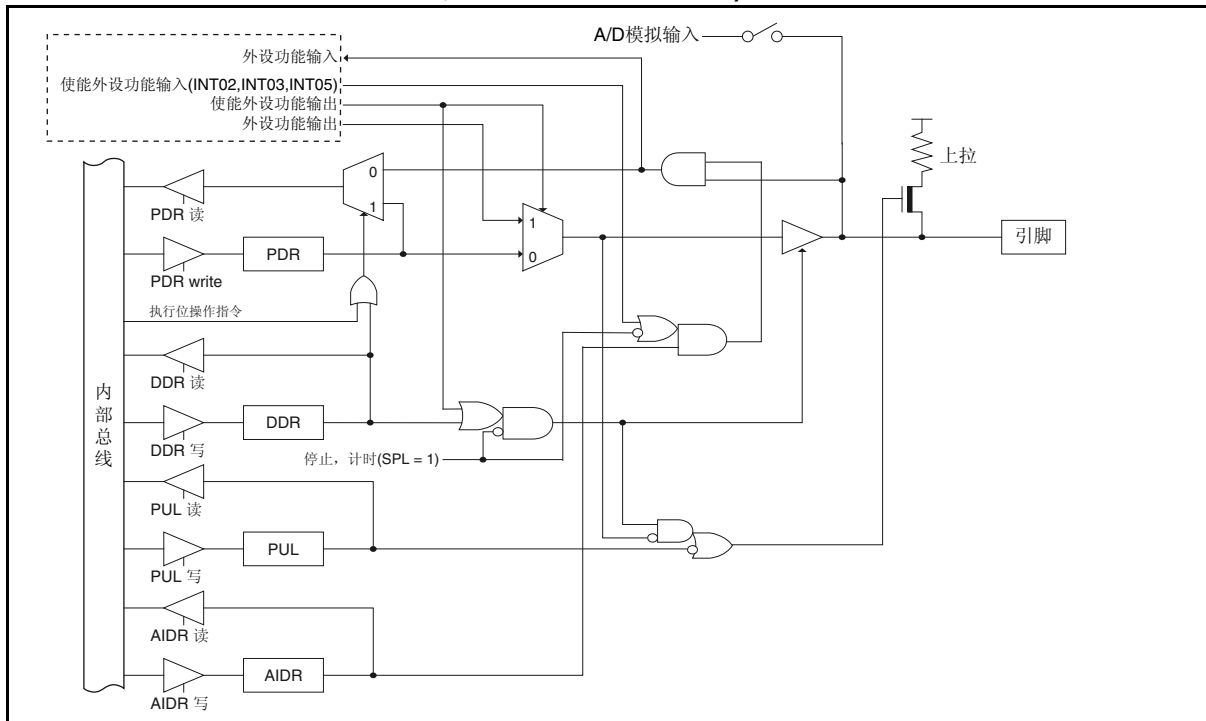 A/D模拟输入
外设功能输入
使能外设功能输入(INT02,INT03,INT05)
使能外设功能输出
外设功能输出
上拉
0
1
PDR 读
1
0
引脚
PDR
PDR write
执行位操作指令
DDR 读
内部总线
DDR
DDR 写
停止，计时(SPL = 1)
PUL 读
PUL
PUL 写
AIDR 读
AIDR
AIDR 写